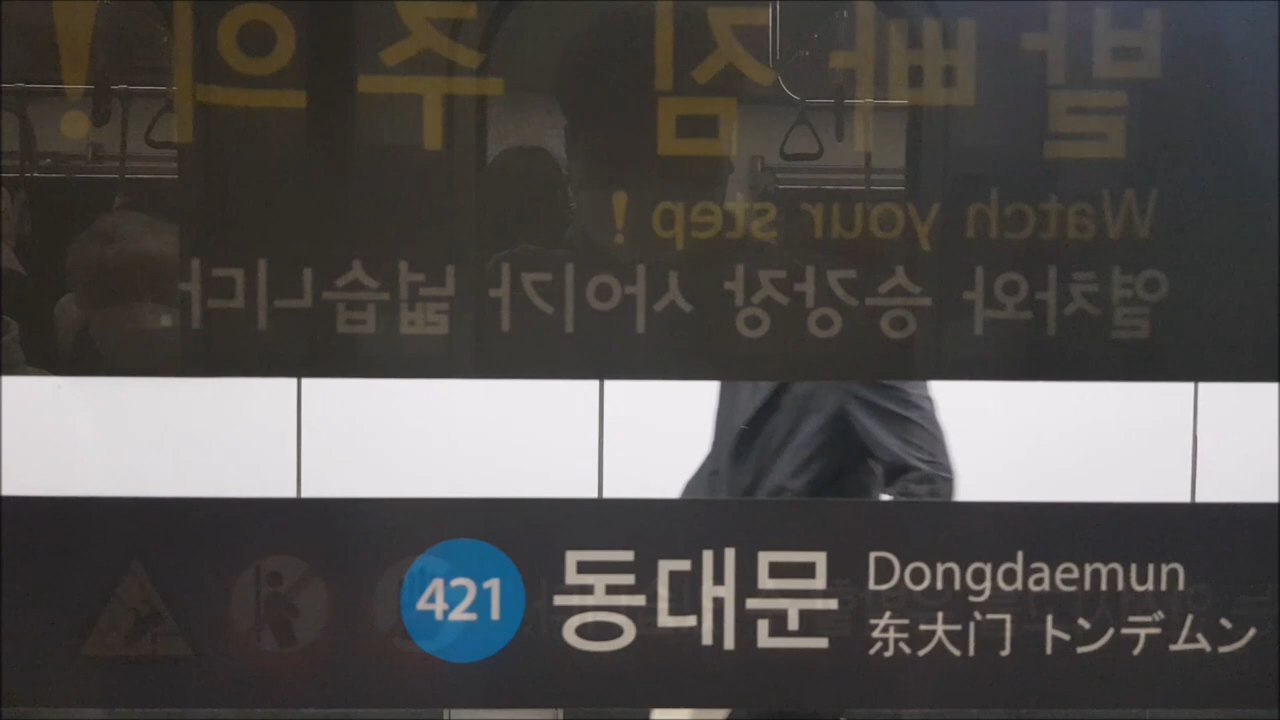 발빠짐 주의!
Watch your step !
열차와 승강장 사이가 넓습니다
421 동대문 Dongdaemun
东大门 トンデムン